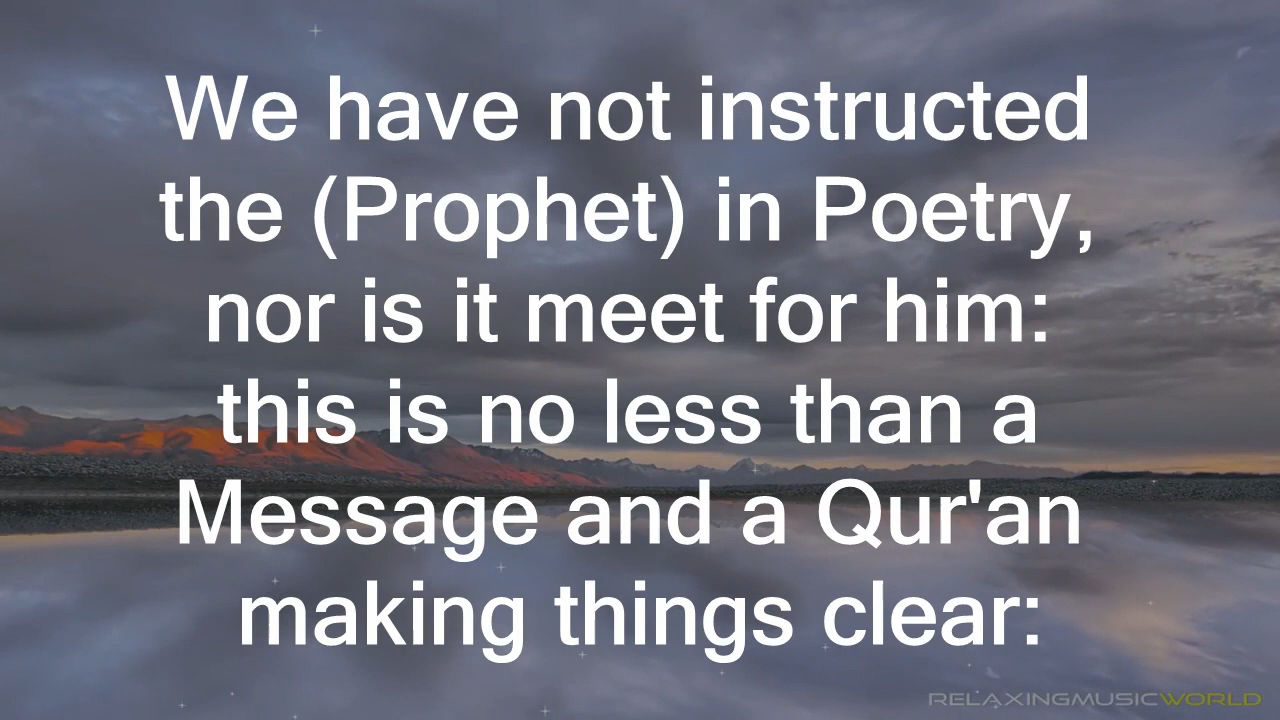 We have not instructed
the (Prophet) in Poetry,
nor is it meet for him:
this is no less than a
Message and a Qur'an
making things clear:
RELAXINGMUSICWORLD